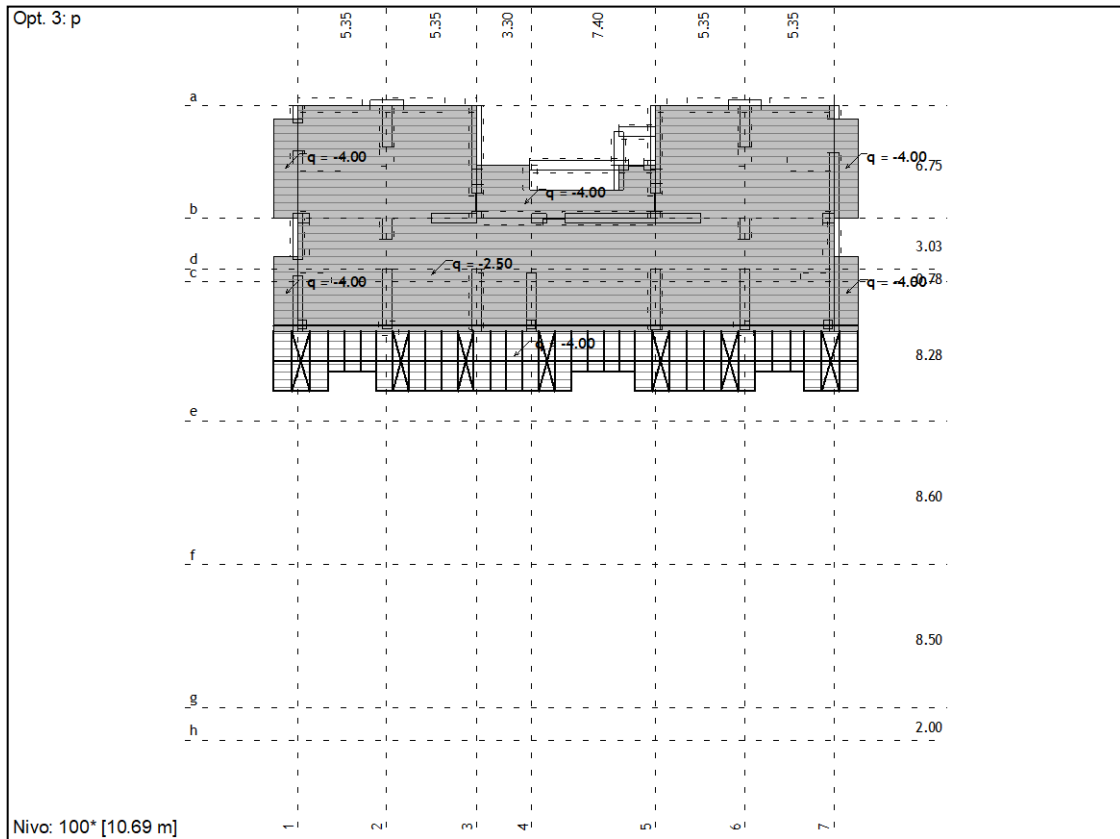 Opt. 3: p
5.35
5.35
3.30
7.40
5.35
5.35
a
q = -4.00
q = -4.00
6.75
q = -4.00
b
3.03
d
q = -2.50
c
0.78
q = -4.00
q = -4.00
q = -4.00
8.28
e
8.60
f
8.50
g
2.00
h
Nivo: 100* [10.69 m]
1
2
3
4
5
6
7